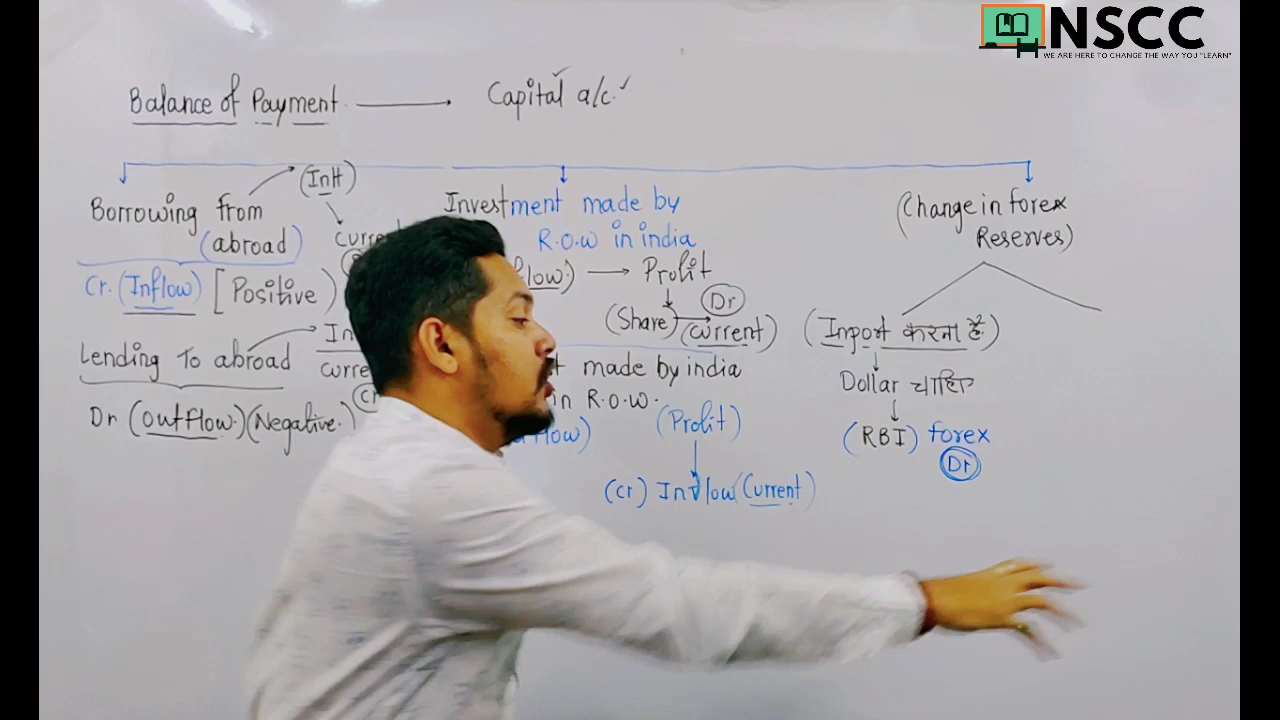 NSCC
WE ARE HERE TO CHANGE THE WAY YOU "LEARN"
Balance of Payment → Capital a/c.
Borrowing from
(abroad)
(InH)
Cr. (Inflow) [Positive)
Lending To abroad
Dr (outflow.) (Negative.)
Investment made by
R.O.W in india
→ Profit
(Share) → (current)
Dr
made by india
in R.O.W.
(Profit)
(Cr) Inflow (Current)
(Change in forex
Reserves)
(Import करना है)
Dollar चाहिए
(RBI) forex
Dr